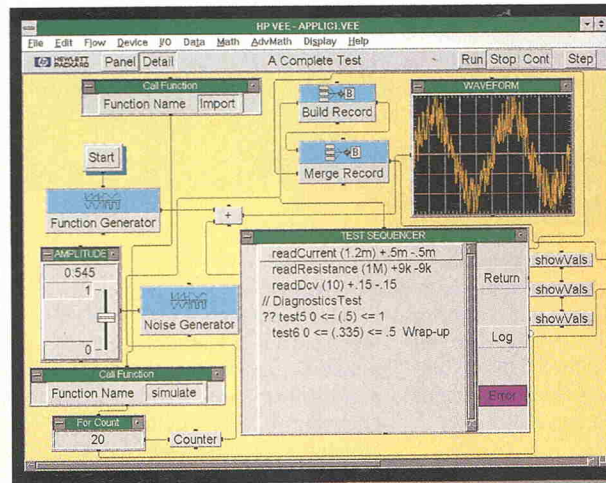 HP VEE - APPLIC1.VEE
File Edit Flow Device I/O Data Math AdvMath Display Help
HEWLETT PACKARD
Panel Detail
A Complete Test
Run Stop Cont Step
Call Function
Function Name Import
Build Record
Merge Record
WAVEFORM
Start
Function Generator
+
AMPLITUDE
0.545
1
0
Noise Generator
TEST SEQUENCER
readCurrent (1.2m) +.5m -.5m
readResistance (1M) +9k -9k
readDcv (10) +.15 -.15
// DiagnosticsTest
?? test5 0 <= (.5) <= 1
test6 0 <= (.335) <= .5 Wrap-up
Return
Log
Error
showVals
showVals
showVals
Call Function
Function Name simulate
For Count
20
Counter